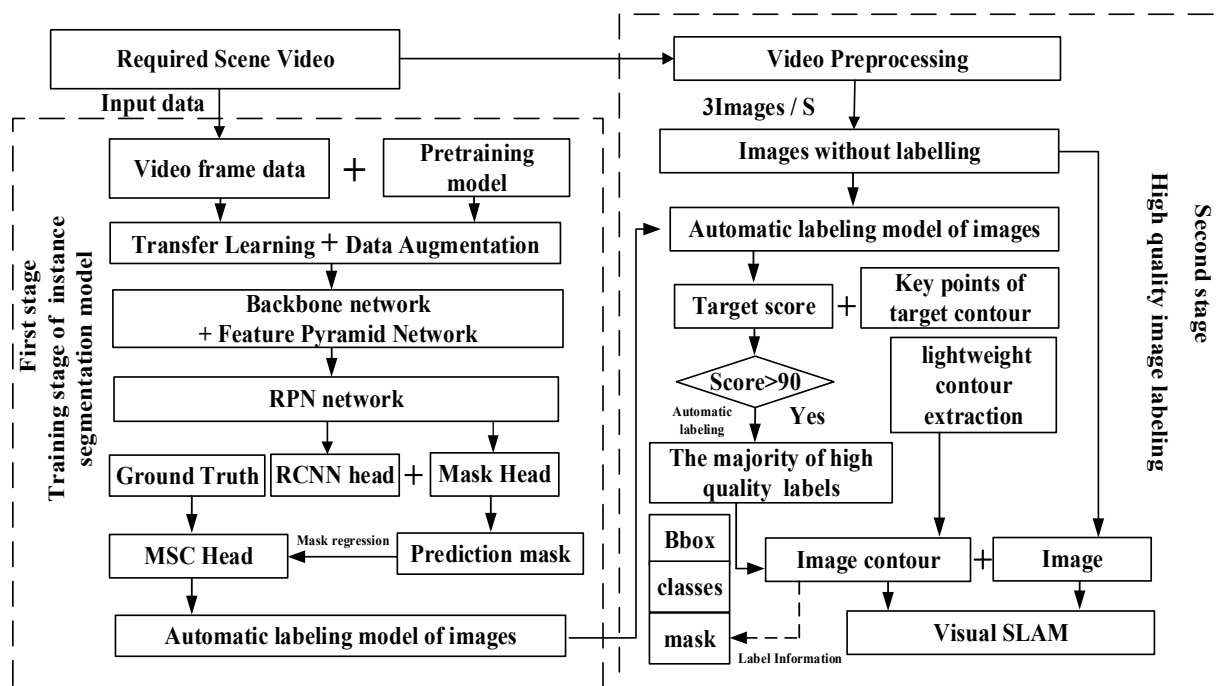 Required Scene Video
Input data
Video frame data
+
Pretraining
model
Transfer Learning + Data Augmentation
Backbone network
+ Feature Pyramid Network
RPN network
Ground Truth
RCNN head
+
Mask Head
MSC Head
Mask regression
Prediction mask
Automatic labeling model of images
First stage
Training stage of instance
segmentation model
Video Preprocessing
3Images / S
Images without labelling
Automatic labeling model of images
Target score
+
Key points of
target contour
Score>90
Automatic
labeling
Yes
lightweight
contour
extraction
The majority of high
quality labels
Bbox
classes
mask
Image contour
+
Image
Label Information
Visual SLAM
Second stage
High quality image labeling